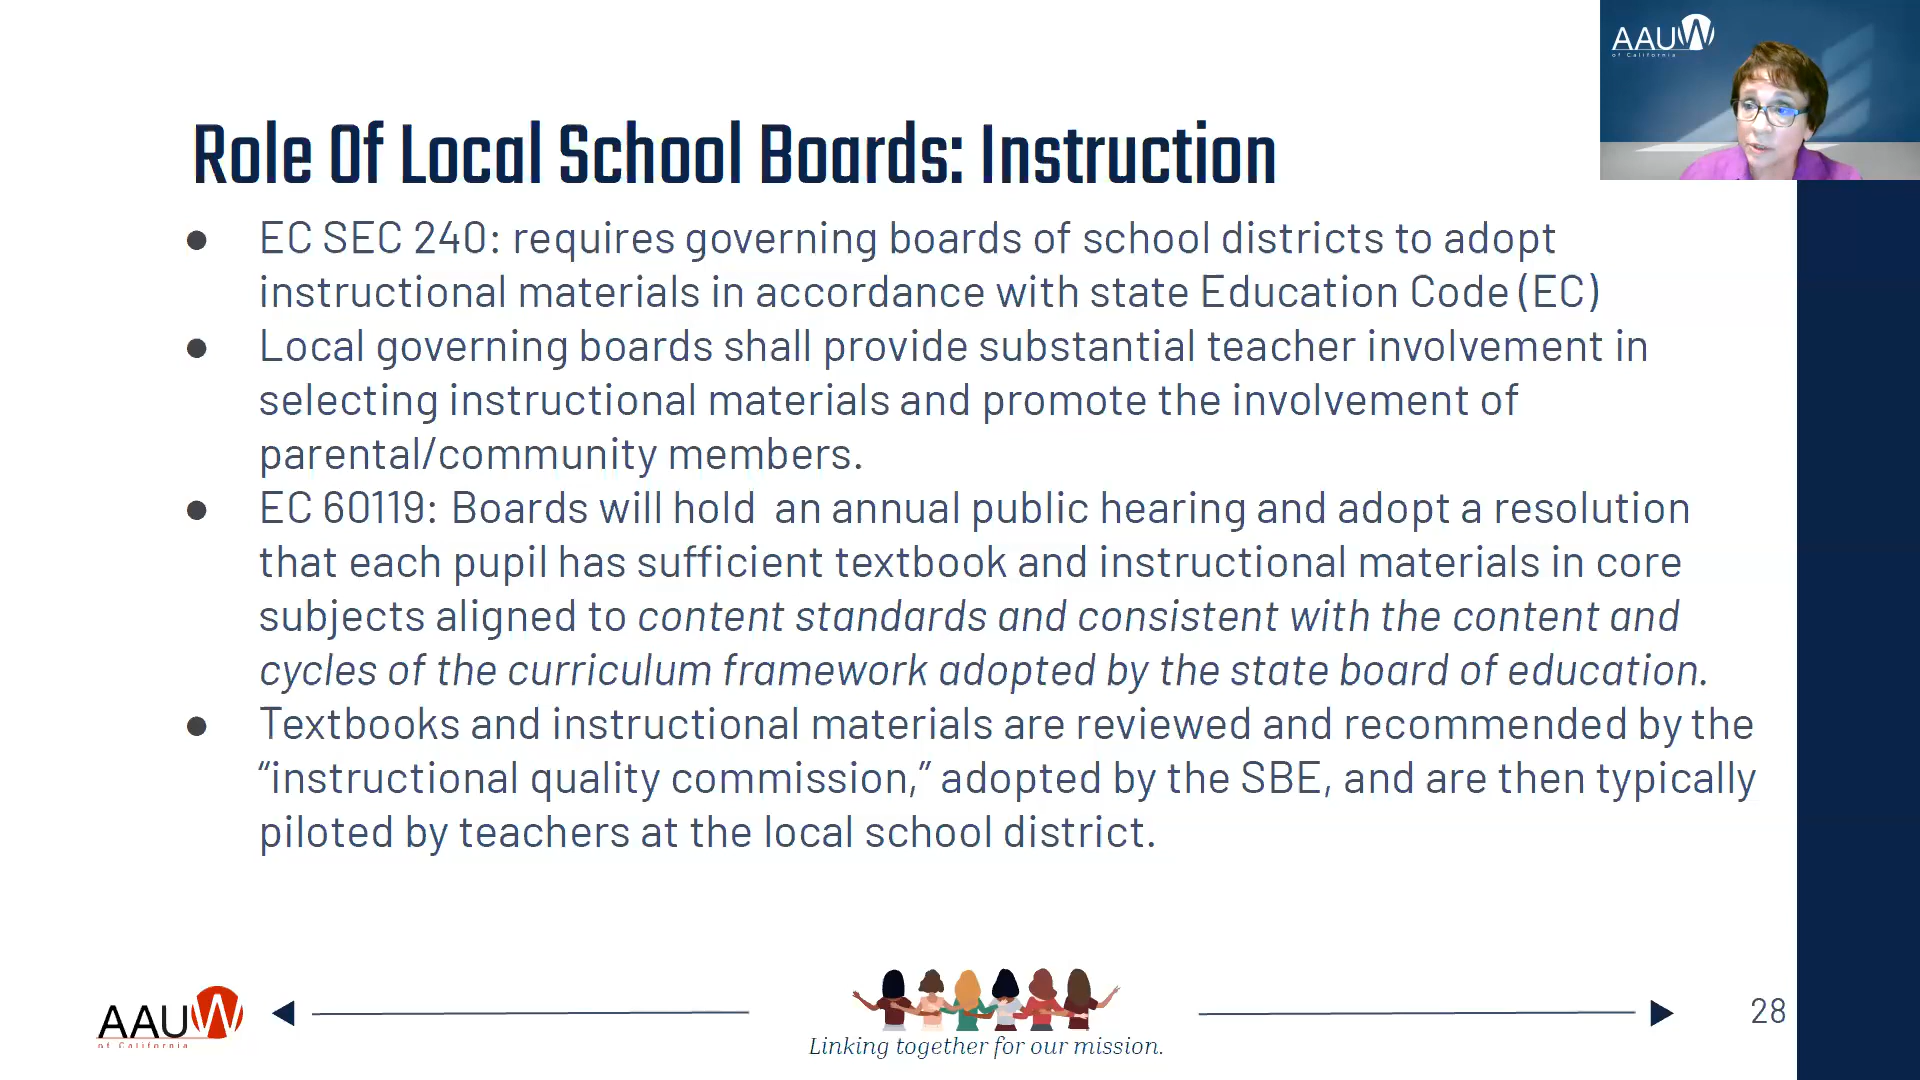 AAUW
of California
Role Of Local School Boards: Instruction
● EC SEC 240: requires governing boards of school districts to adopt
instructional materials in accordance with state Education Code (EC)
● Local governing boards shall provide substantial teacher involvement in
selecting instructional materials and promote the involvement of
parental/community members.
● EC 60119: Boards will hold an annual public hearing and adopt a resolution
that each pupil has sufficient textbook and instructional materials in core
subjects aligned to content standards and consistent with the content and
cycles of the curriculum framework adopted by the state board of education.
● Textbooks and instructional materials are reviewed and recommended by the
“instructional quality commission,” adopted by the SBE, and are then typically
piloted by teachers at the local school district.
AAUW
of California
Linking together for our mission.
28